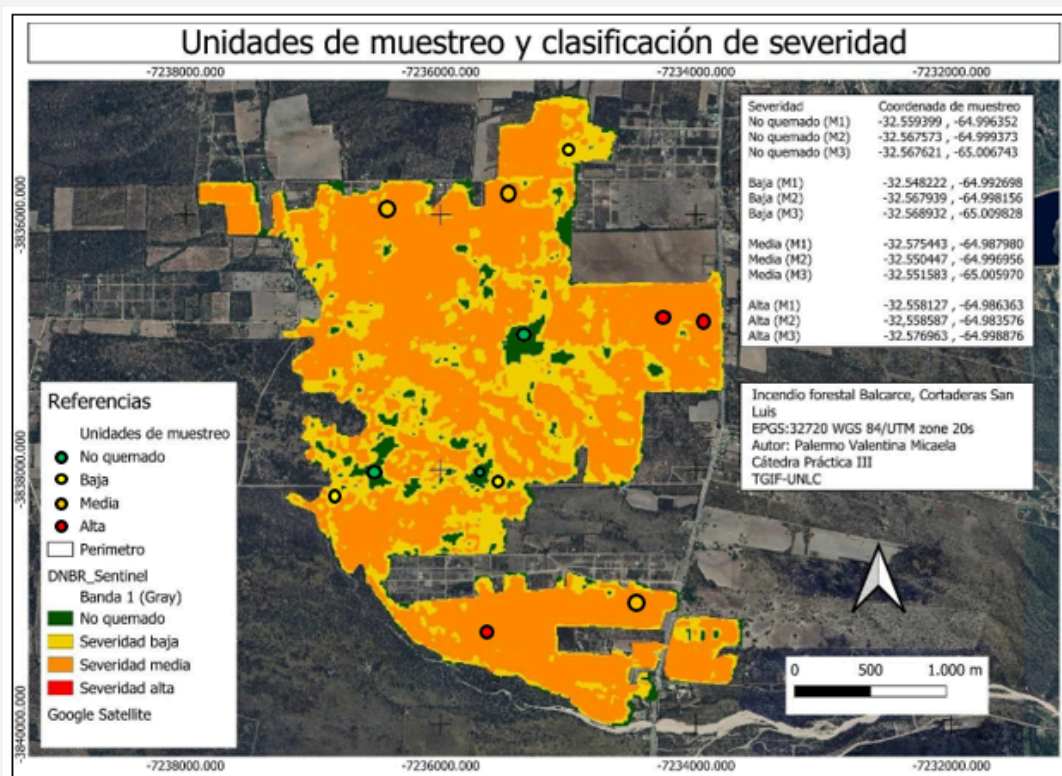 Unidades de muestreo y clasificación de severidad
-7238000.000
-7236000.000
-7234000.000
-7232000.000
Severidad Coordenada de muestreo
No quemado (M1) -32.559399 , -64.996352
No quemado (M2) -32.567573 , -64.999373
No quemado (M3) -32.567621 , -65.006743
Baja (M1) -32.548222 , -64.992698
Baja (M2) -32.567939 , -64.998156
Baja (M3) -32.568932 , -65.009828
Media (M1) -32.575443 , -64.987980
Media (M2) -32.550447 , -64.996956
Media (M3) -32.551583 , -65.005970
Alta (M1) -32.558127 , -64.986363
Alta (M2) -32,558587 , -64.983576
Alta (M3) -32.576963 , -64.998876
-3836000.000
-3838000.000
-3840000.000
Referencias
Unidades de muestreo
No quemado
Baja
Media
Alta
Perimetro
DNBR_Sentinel
Banda 1 (Gray)
No quemado
Severidad baja
Severidad media
Severidad alta
Google Satellite
Incendio forestal Balcarce, Cortaderas San
Luis
EPGS:32720 WGS 84/UTM zone 20s
Autor: Palermo Valentina Micaela
Cátedra Práctica III
TGIF-UNLC
0 500 1.000 m
-7238000.000
-7236000.000
-7234000.000
-7232000.000